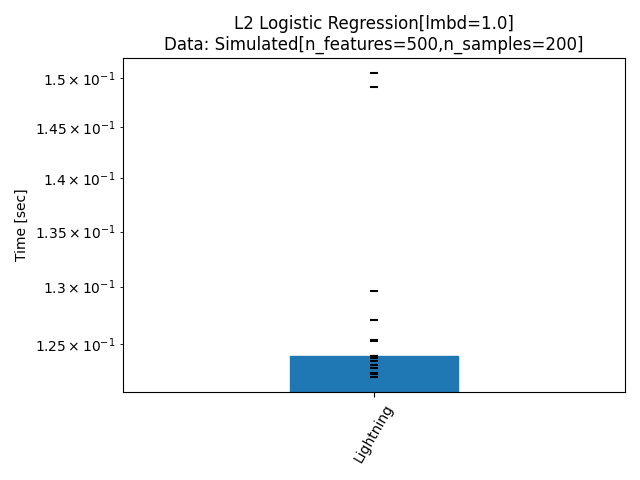 L2 Logistic Regression[lmbd=1.0]
Data: Simulated[n_features=500,n_samples=200]
1.5 × 10⁻¹
1.45 × 10⁻¹
1.4 × 10⁻¹
1.35 × 10⁻¹
1.3 × 10⁻¹
1.25 × 10⁻¹
Time [sec]
Lightning